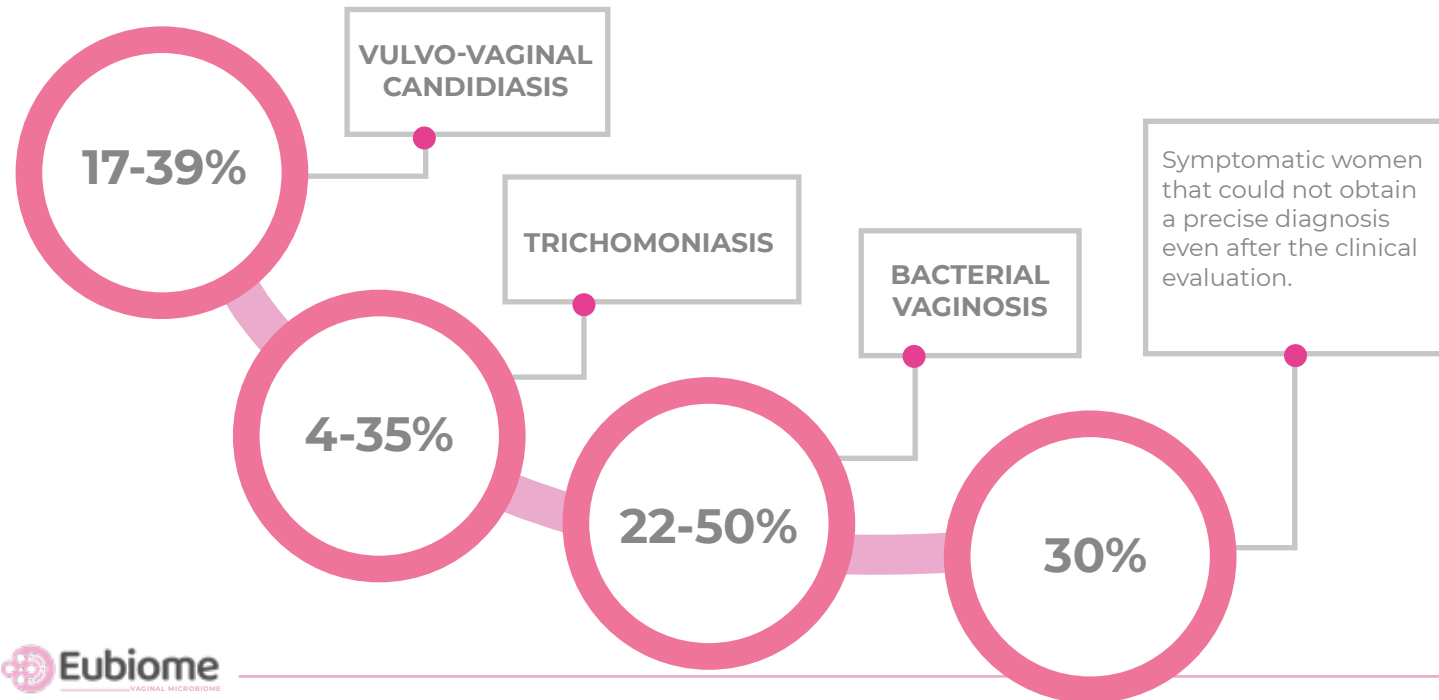 VULVO-VAGINAL
CANDIDIASIS
17-39%
TRICHOMONIASIS
4-35%
BACTERIAL
VAGINOSIS
22-50%
Symptomatic women
that could not obtain
a precise diagnosis
even after the clinical
evaluation.
30%
Eubiome
VAGINAL MICROBIOME